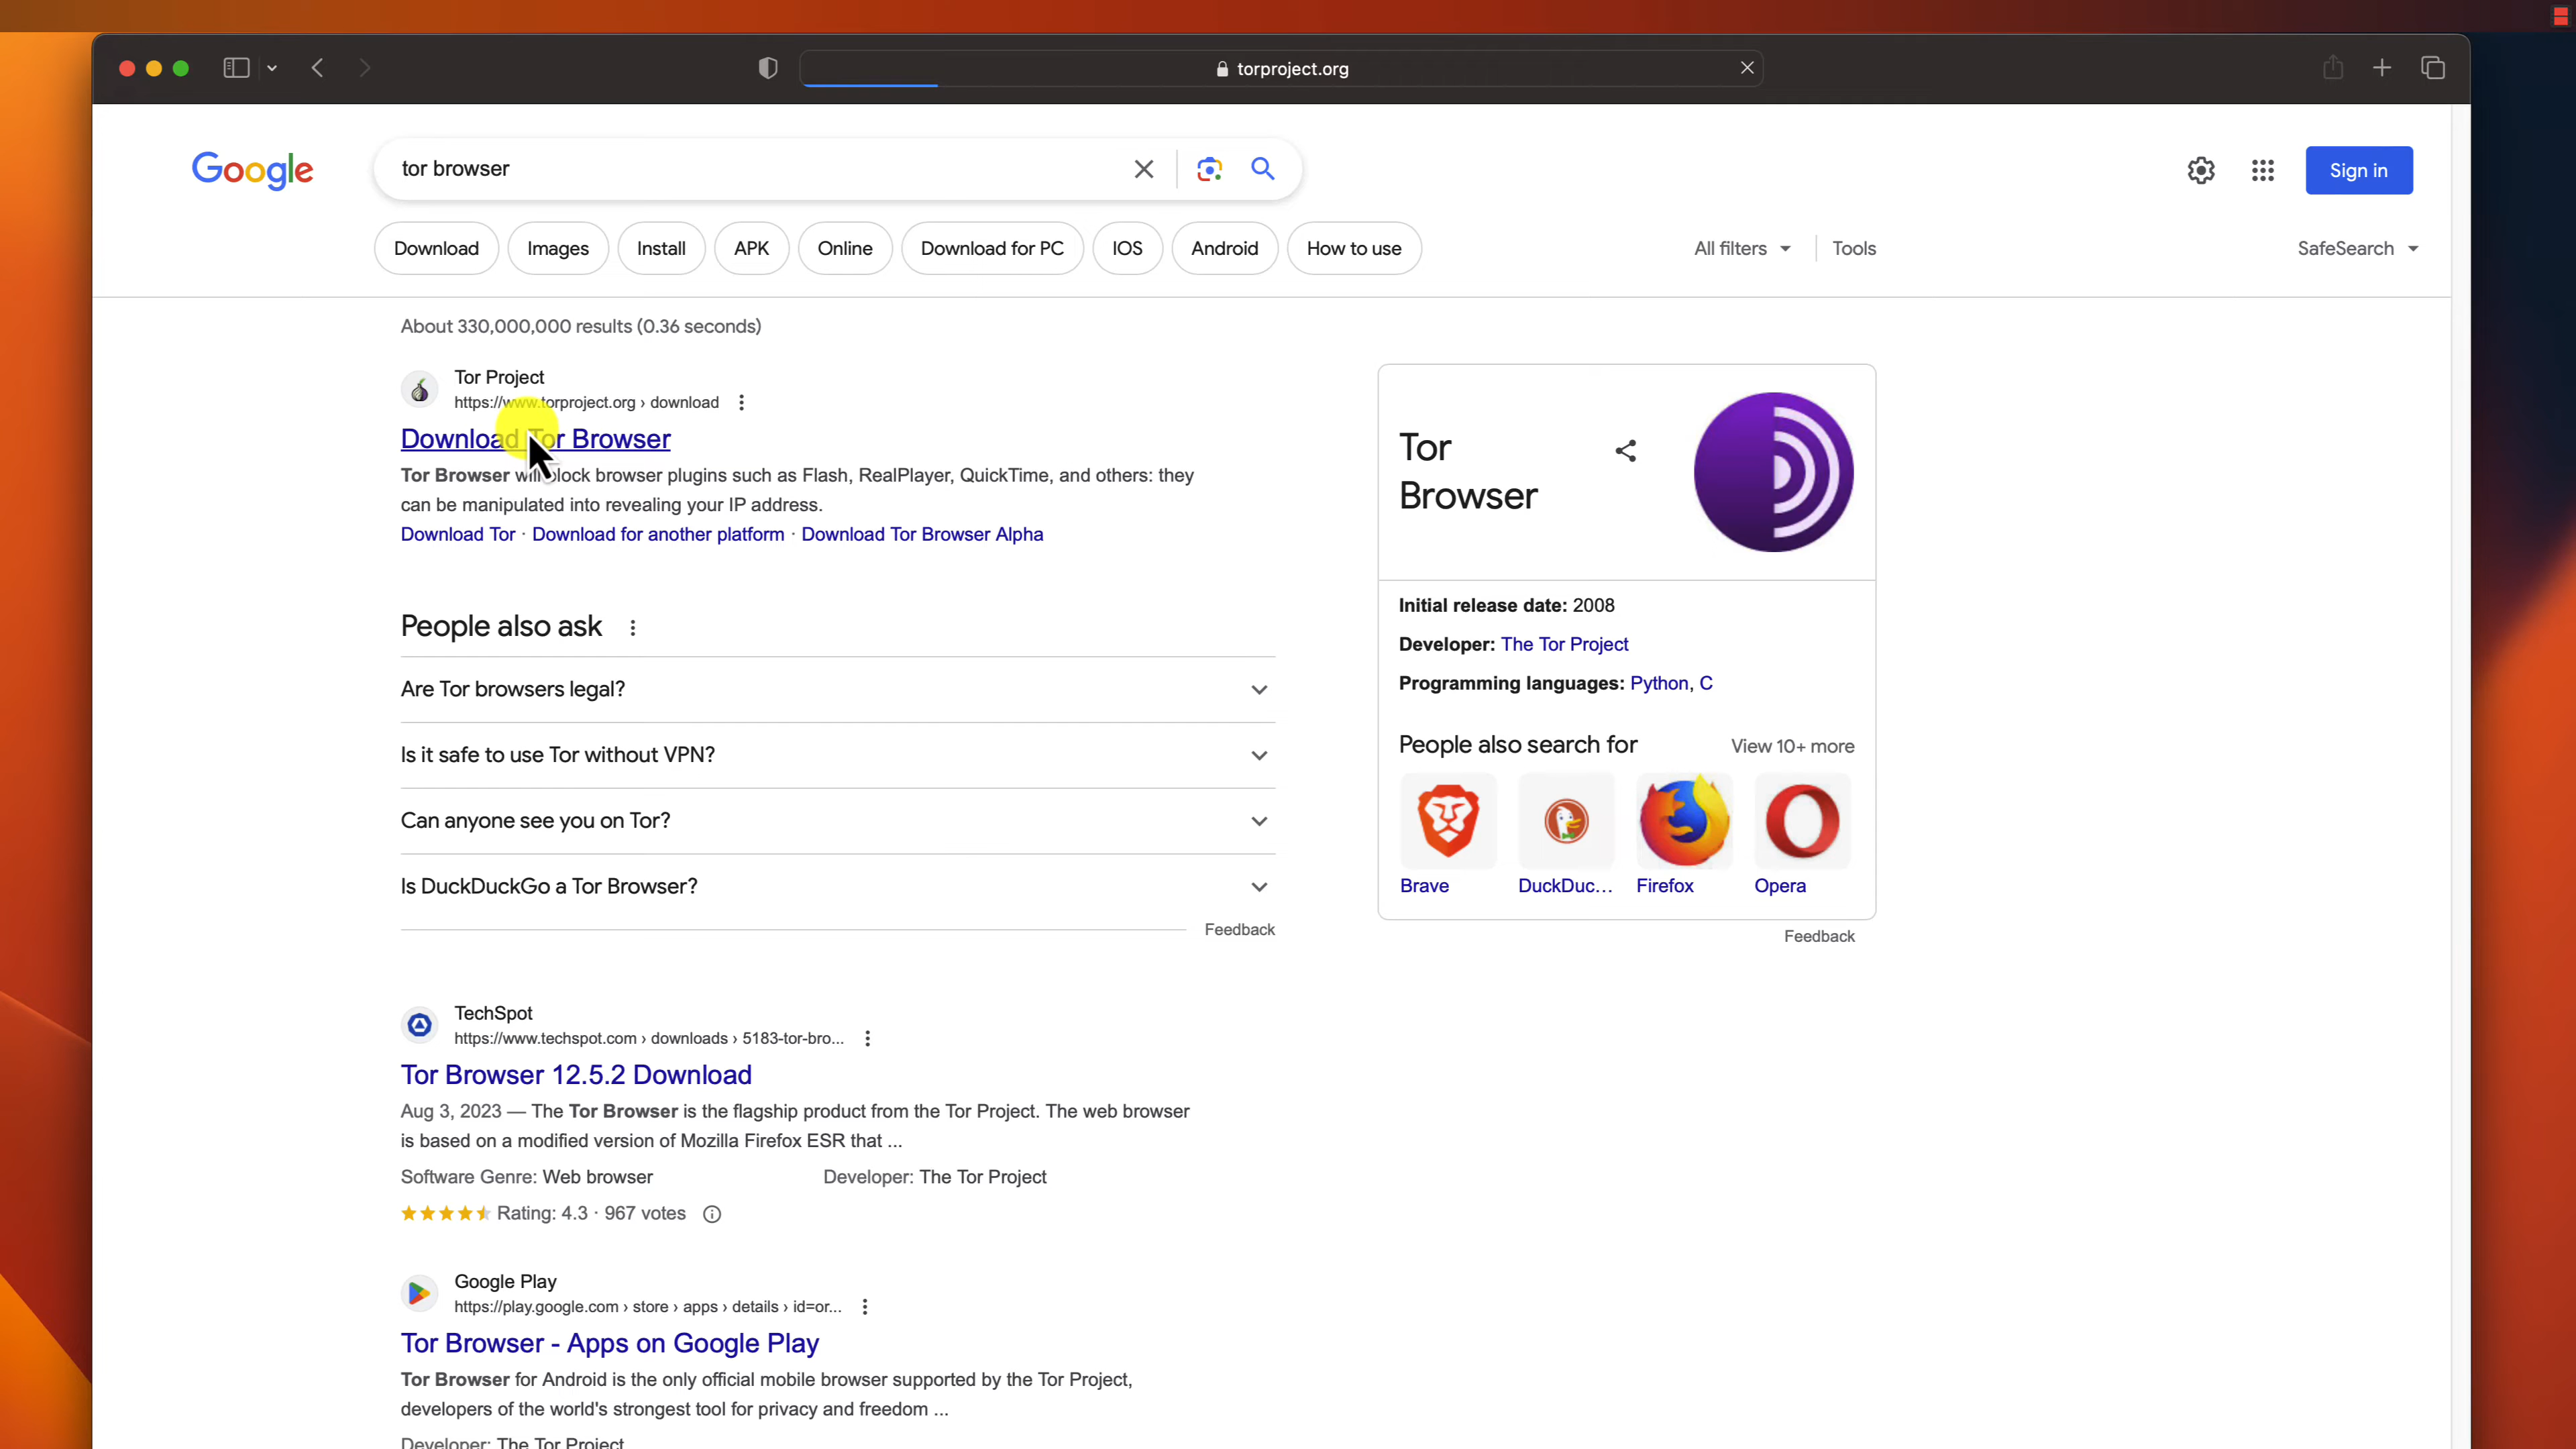 torproject.org
Google
tor browser
Sign in
Download
Images
Install
APK
Online
Download for PC
IOS
Android
How to use
All filters
Tools
SafeSearch
About 330,000,000 results (0.36 seconds)
Tor Project
https://www.torproject.org › download
Download Tor Browser
Tor Browser will block browser plugins such as Flash, RealPlayer, QuickTime, and others: they
can be manipulated into revealing your IP address.
Download Tor · Download for another platform · Download Tor Browser Alpha
People also ask
Are Tor browsers legal?
Is it safe to use Tor without VPN?
Can anyone see you on Tor?
Is DuckDuckGo a Tor Browser?
Feedback
TechSpot
https://www.techspot.com › downloads › 5183-tor-bro...
Tor Browser 12.5.2 Download
Aug 3, 2023 — The Tor Browser is the flagship product from the Tor Project. The web browser
is based on a modified version of Mozilla Firefox ESR that ...
Software Genre: Web browser
Developer: The Tor Project
Rating: 4.3 · 967 votes
Google Play
https://play.google.com › store › apps › details › id=or...
Tor Browser - Apps on Google Play
Tor Browser for Android is the only official mobile browser supported by the Tor Project,
developers of the world's strongest tool for privacy and freedom ...
Developer: The Tor Project
Tor
Browser
Initial release date: 2008
Developer: The Tor Project
Programming languages: Python, C
People also search for
View 10+ more
Brave
DuckDuc...
Firefox
Opera
Feedback